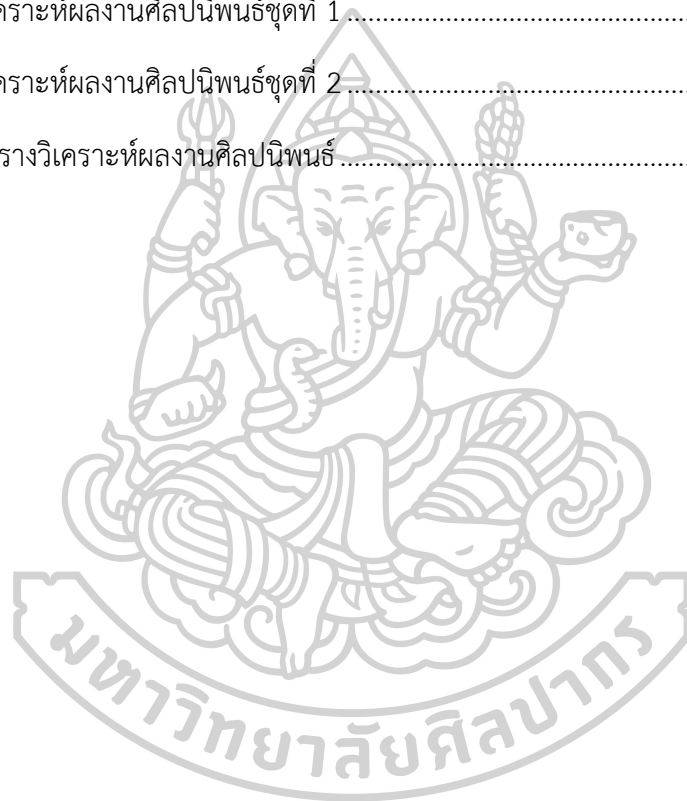 คราะห์ผลงานศิลปนิพนธ์ชุดที่ 1
คราะห์ผลงานศิลปนิพนธ์ชุดที่ 2
รางวิเคราะห์ผลงานศิลปนิพนธ์
มหาวิทยาลัยศิลปากร